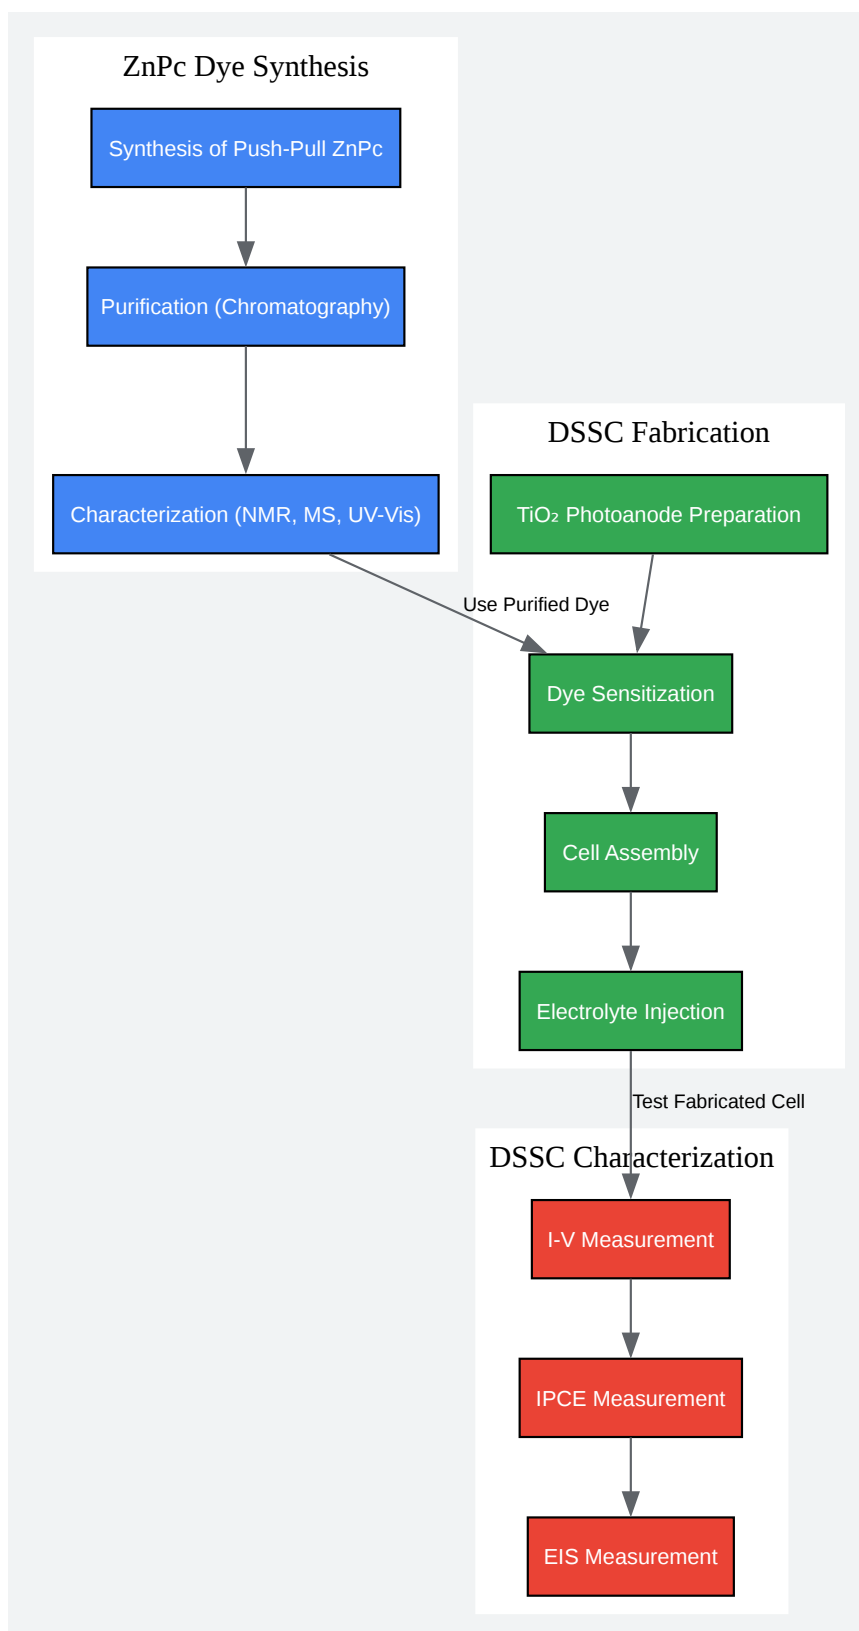 ZnPc Dye Synthesis
Synthesis of Push-Pull ZnPc
Purification (Chromatography)
Characterization (NMR, MS, UV-Vis)
DSSC Fabrication
TiO₂ Photoanode Preparation
Use Purified Dye
Dye Sensitization
Cell Assembly
Electrolyte Injection
Test Fabricated Cell
DSSC Characterization
I-V Measurement
IPCE Measurement
EIS Measurement